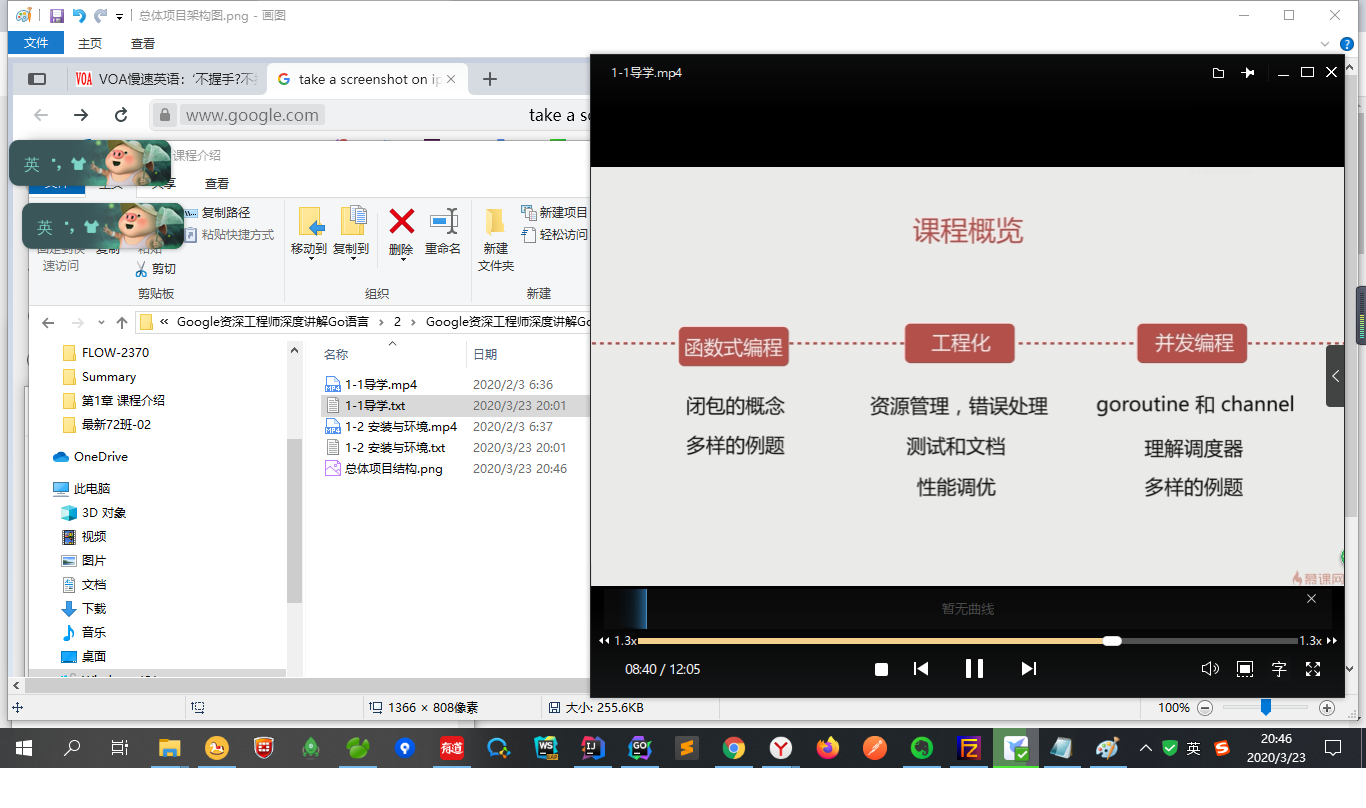 总体项目架构图.png - 画图
文件 主页 查看
VOA慢速英语：‘不握手?不
take a screenshot on ip
www.google.com
take a s
课程介绍
查看
英
英
复制路径
粘贴快捷方式
速访问
剪切
剪贴板
移动到 复制到 删除 重命名
组织
新建
文件夹
新建项目
轻松访问
新建
« Google资深工程师深度讲解Go语言 › 2 › Google资深工程师深度讲解Go
FLOW-2370
Summary
第1章 课程介绍
最新72班-02
OneDrive
此电脑
3D 对象
视频
图片
文档
下载
音乐
桌面
名称 日期
1-1导学.mp4 2020/2/3 6:36
1-1导学.txt 2020/3/23 20:01
1-2 安装与环境.mp4 2020/2/3 6:37
1-2 安装与环境.txt 2020/3/23 20:01
总体项目结构.png 2020/3/23 20:46
1-1导学.mp4
课程概览
函数式编程 工程化 并发编程
闭包的概念
多样的例题
资源管理，错误处理
测试和文档
性能调优
goroutine 和 channel
理解调度器
多样的例题
慕课网
暂无曲线
1.3x 1.3x
08:40 / 12:05
字
1366 × 808像素
大小: 255.6KB
100%
有道
WS
IJ
GO
FZ
英
20:46
2020/3/23